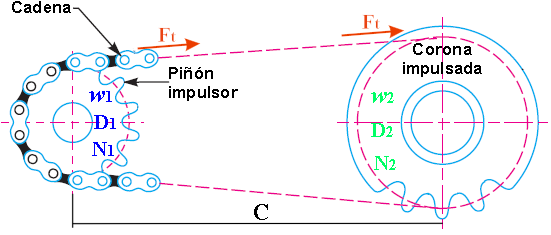 Cadena
Ft
Ft
Piñón
impulsor
Corona
impulsada
w1
D1
N1
w2
D2
N2
C